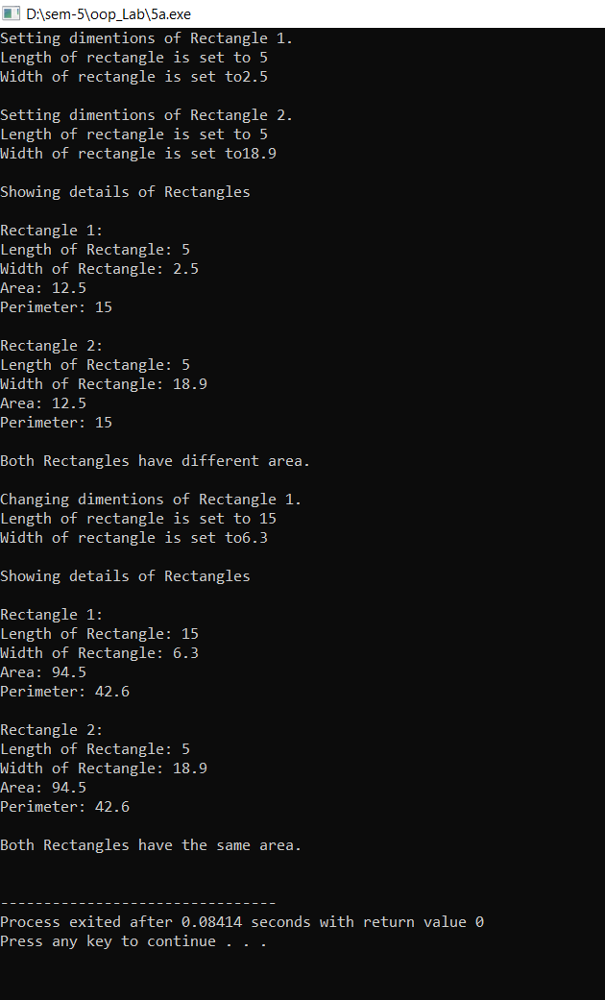 D:\sem-5\oop_Lab\5a.exe
Setting dimentions of Rectangle 1.
Length of rectangle is set to 5
Width of rectangle is set to2.5
Setting dimentions of Rectangle 2.
Length of rectangle is set to 5
Width of rectangle is set to18.9
Showing details of Rectangles
Rectangle 1:
Length of Rectangle: 5
Width of Rectangle: 2.5
Area: 12.5
Perimeter: 15
Rectangle 2:
Length of Rectangle: 5
Width of Rectangle: 18.9
Area: 12.5
Perimeter: 15
Both Rectangles have different area.
Changing dimentions of Rectangle 1.
Length of rectangle is set to 15
Width of rectangle is set to6.3
Showing details of Rectangles
Rectangle 1:
Length of Rectangle: 15
Width of Rectangle: 6.3
Area: 94.5
Perimeter: 42.6
Rectangle 2:
Length of Rectangle: 5
Width of Rectangle: 18.9
Area: 94.5
Perimeter: 42.6
Both Rectangles have the same area.
--------------------------------
Process exited after 0.08414 seconds with return value 0
Press any key to continue . . .